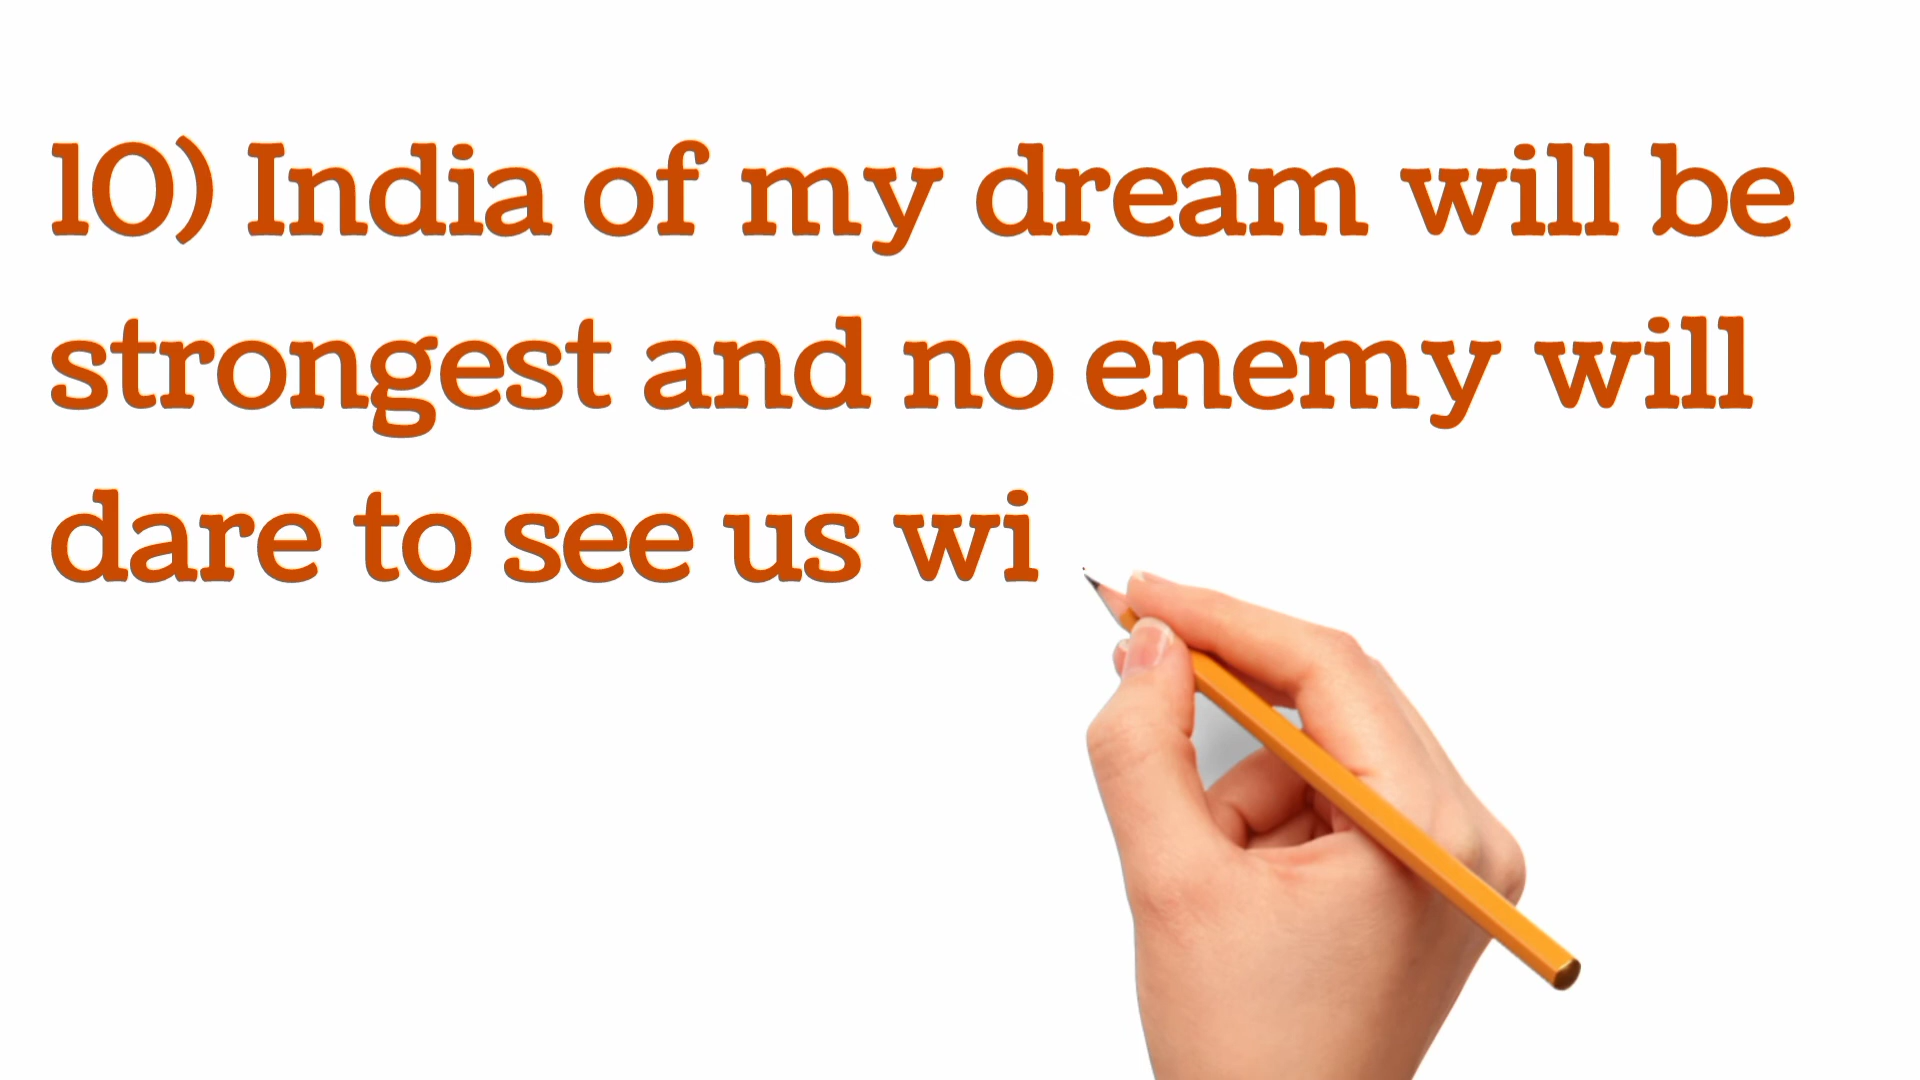 10) India of my dream will be
strongest and no enemy will
dare to see us wi